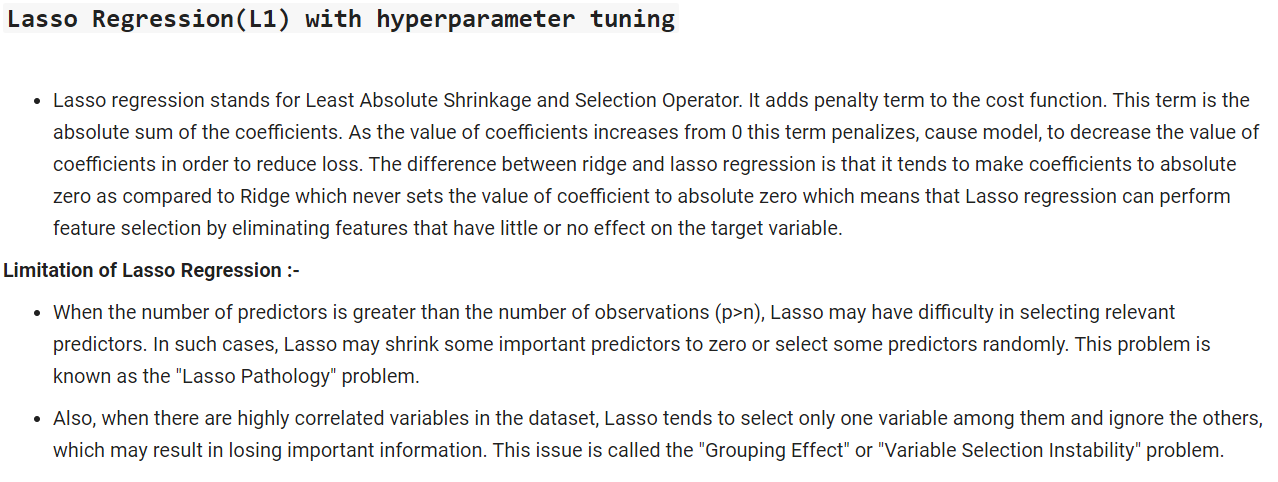 Lasso Regression(L1) with hyperparameter tuning
• Lasso regression stands for Least Absolute Shrinkage and Selection Operator. It adds penalty term to the cost function. This term is the
absolute sum of the coefficients. As the value of coefficients increases from 0 this term penalizes, cause model, to decrease the value of
coefficients in order to reduce loss. The difference between ridge and lasso regression is that it tends to make coefficients to absolute
zero as compared to Ridge which never sets the value of coefficient to absolute zero which means that Lasso regression can perform
feature selection by eliminating features that have little or no effect on the target variable.
Limitation of Lasso Regression :-
• When the number of predictors is greater than the number of observations (p>n), Lasso may have difficulty in selecting relevant
predictors. In such cases, Lasso may shrink some important predictors to zero or select some predictors randomly. This problem is
known as the "Lasso Pathology" problem.
• Also, when there are highly correlated variables in the dataset, Lasso tends to select only one variable among them and ignore the others,
which may result in losing important information. This issue is called the "Grouping Effect" or "Variable Selection Instability" problem.